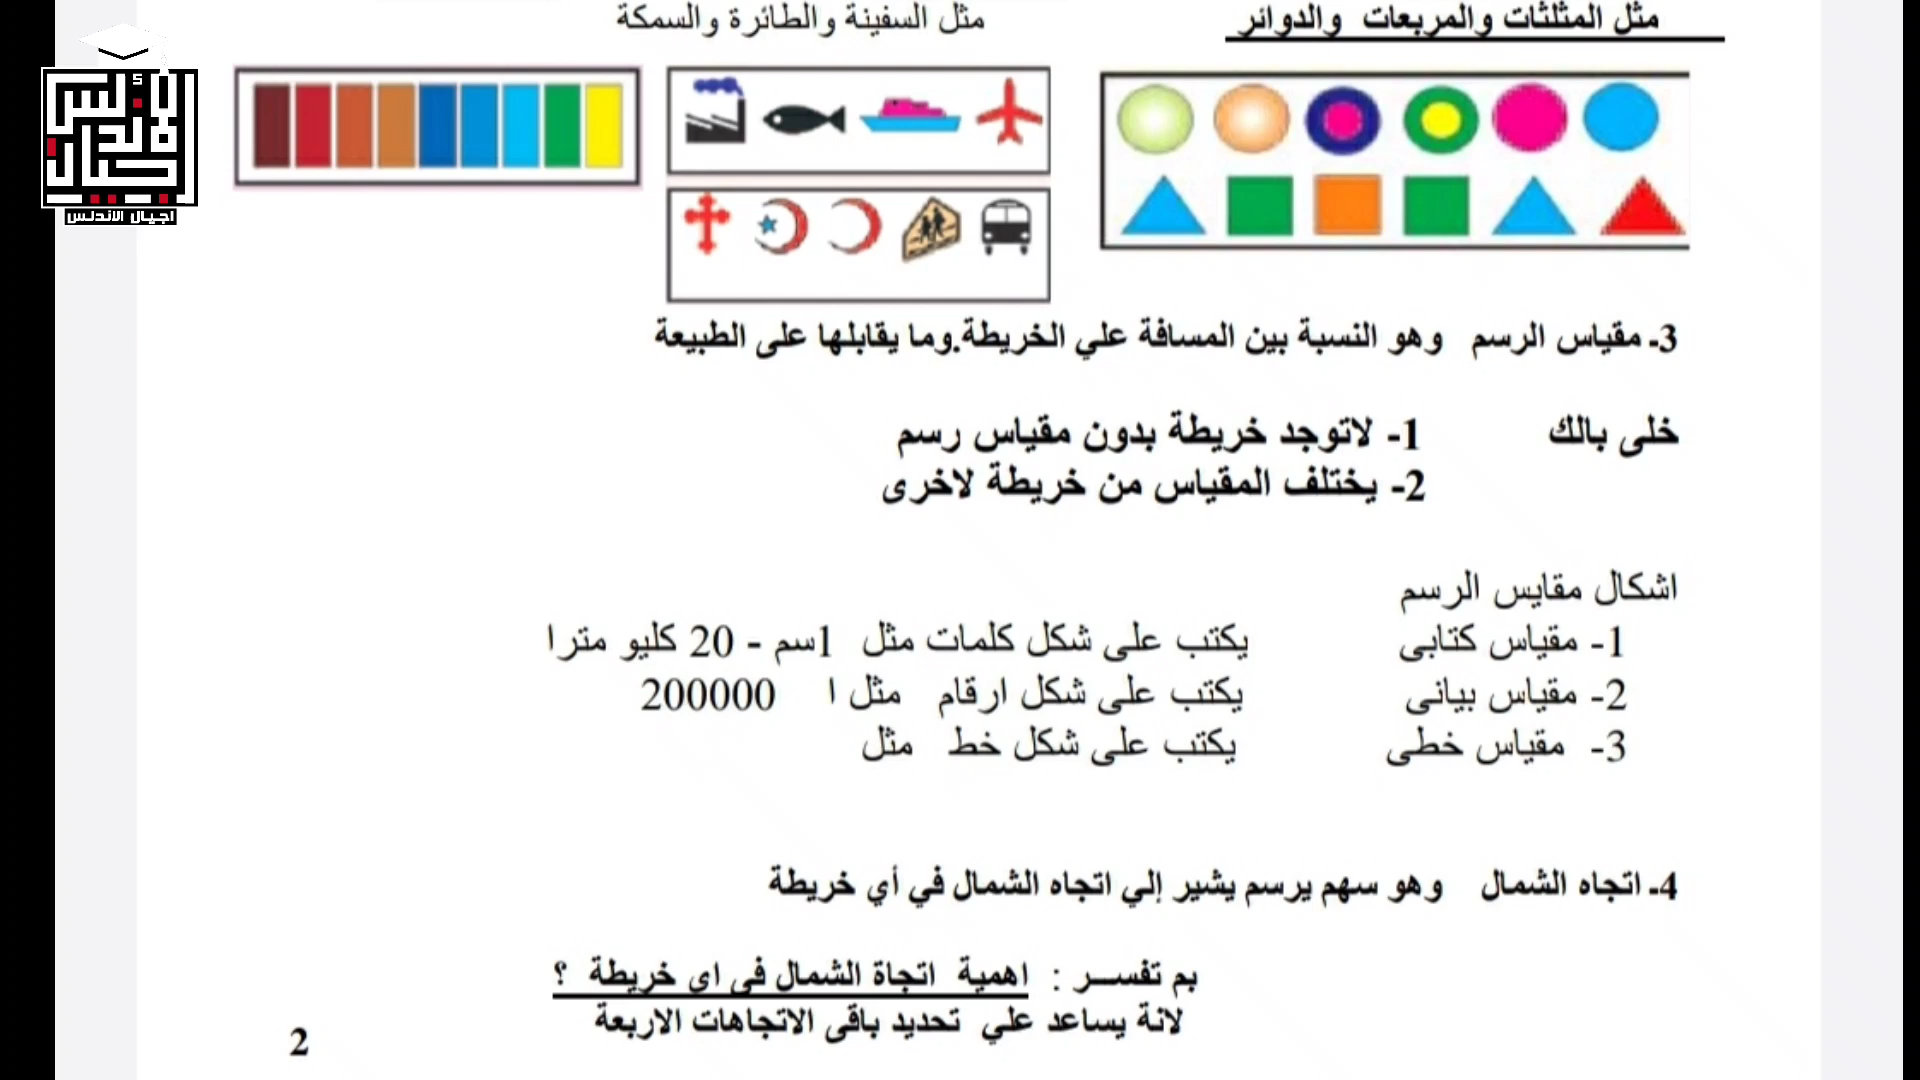 مثل المثلثات والمربعات والدوائر
مثل السفينة والطائرة والسمكة
3- مقياس الرسم وهو النسبة بين المسافة علي الخريطة.وما يقابلها على الطبيعة
خلى بالك 1- لاتوجد خريطة بدون مقياس رسم
2- يختلف المقياس من خريطة لاخرى
اشكال مقايس الرسم
1- مقياس كتابى يكتب على شكل كلمات مثل 1سم - 20 كليو مترا
2- مقياس بيانى يكتب على شكل ارقام مثل ا 200000
3- مقياس خطى يكتب على شكل خط مثل
4- اتجاه الشمال وهو سهم يرسم يشير إلي اتجاه الشمال في أي خريطة
بم تفســر : اهمية اتجاة الشمال فى اي خريطة ؟
لانة يساعد علي تحديد باقى الاتجاهات الاربعة
2
اجيال الاندلس